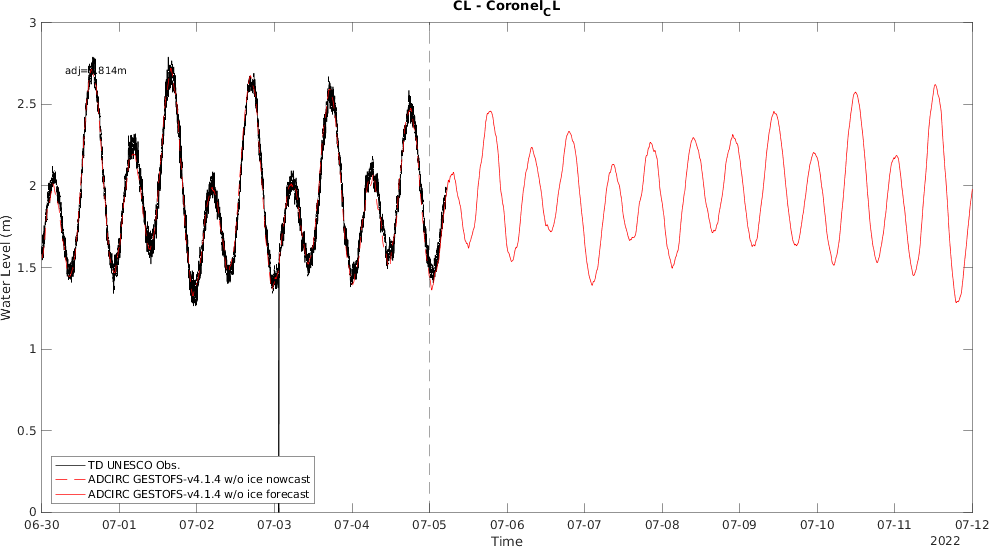 CL - Coronel_CL
3
adj= .814m
2.5
2
1.5
Water Level (m)
1
0.5
TD UNESCO Obs.
ADCIRC GESTOFS-v4.1.4 w/o ice nowcast
ADCIRC GESTOFS-v4.1.4 w/o ice forecast
0
06-30 07-01 07-02 07-03 07-04 07-05 07-06 07-07 07-08 07-09 07-10 07-11 07-12
Time
2022